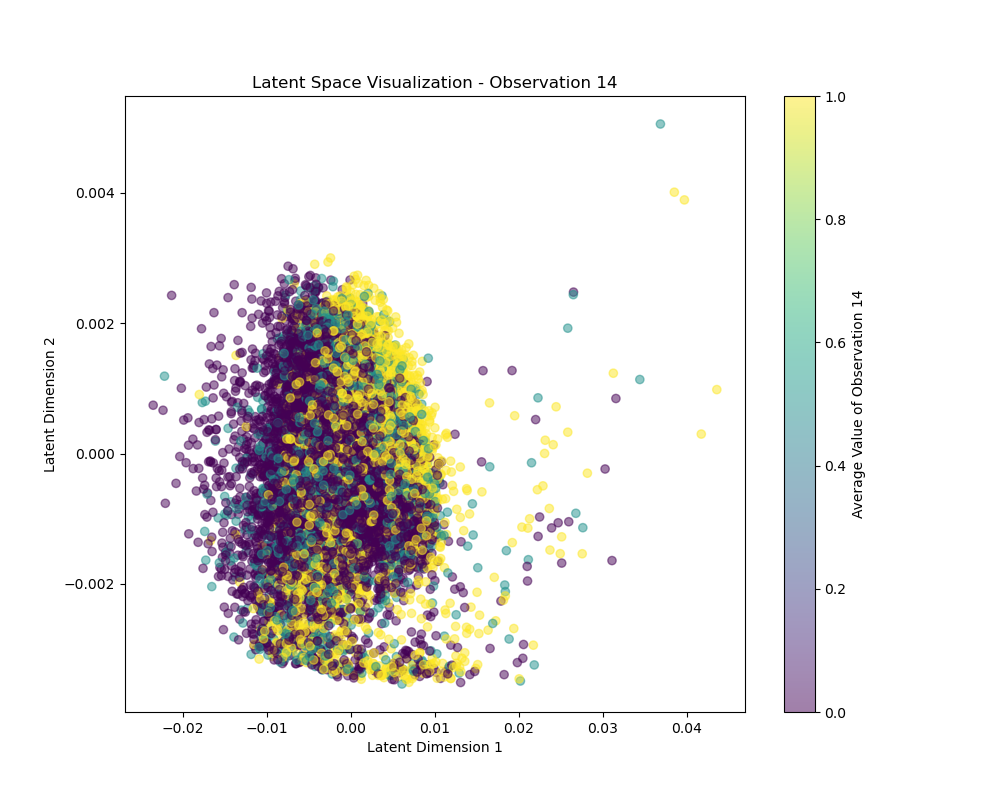 Latent Space Visualization - Observation 14
1.0
0.8
0.6
0.4
0.2
0.0
Average Value of Observation 14
0.004
0.002
0.000
−0.002
Latent Dimension 2
−0.02 −0.01 0.00 0.01 0.02 0.03 0.04
Latent Dimension 1